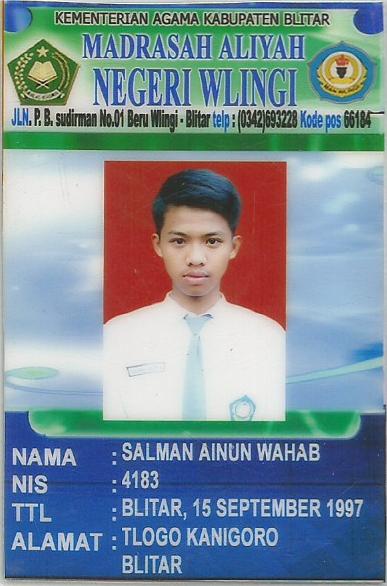 KEMENTERIAN AGAMA KABUPATEN BLITAR
MADRASAH ALIYAH
NEGERI WLINGI
JLN. P. B. sudirman No.01 Beru Wlingi - Blitar telp : (0342)693228 Kode pos 66184
NAMA : SALMAN AINUN WAHAB
NIS : 4183
TTL : BLITAR, 15 SEPTEMBER 1997
ALAMAT : TLOGO KANIGORO
BLITAR